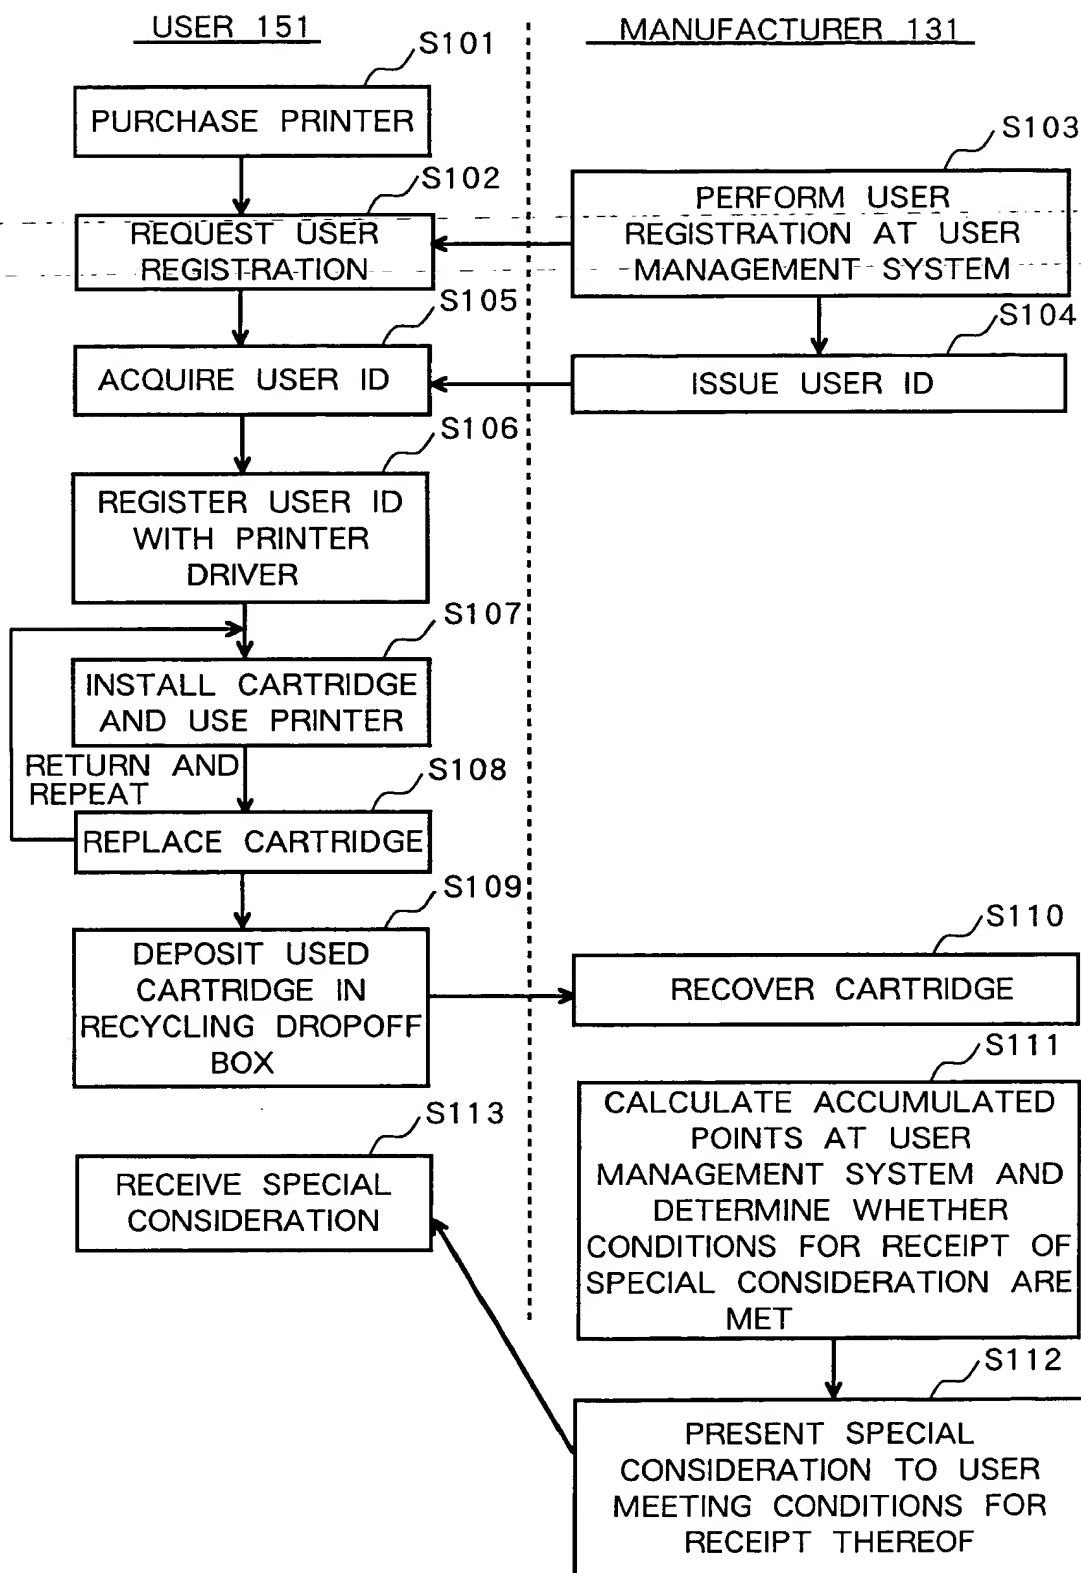 USER 151
MANUFACTURER 131
S101
PURCHASE PRINTER
S103
PERFORM USER
REGISTRATION AT USER
MANAGEMENT SYSTEM
S102
REQUEST USER
REGISTRATION
S105
ACQUIRE USER ID
S104
ISSUE USER ID
S106
REGISTER USER ID
WITH PRINTER
DRIVER
S107
INSTALL CARTRIDGE
AND USE PRINTER
RETURN AND
REPEAT
S108
REPLACE CARTRIDGE
S109
DEPOSIT USED
CARTRIDGE IN
RECYCLING DROPOFF
BOX
S110
RECOVER CARTRIDGE
S111
CALCULATE ACCUMULATED
POINTS AT USER
MANAGEMENT SYSTEM AND
DETERMINE WHETHER
CONDITIONS FOR RECEIPT OF
SPECIAL CONSIDERATION ARE
MET
S113
RECEIVE SPECIAL
CONSIDERATION
S112
PRESENT SPECIAL
CONSIDERATION TO USER
MEETING CONDITIONS FOR
RECEIPT THEREOF